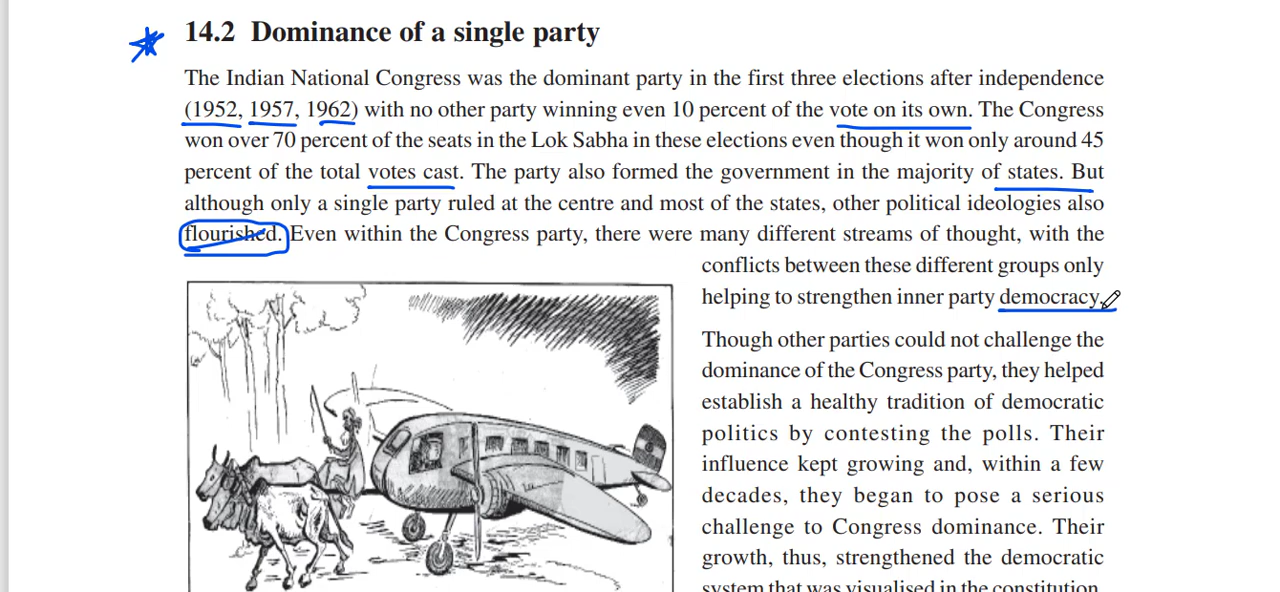 14.2 Dominance of a single party
The Indian National Congress was the dominant party in the first three elections after independence
(1952, 1957, 1962) with no other party winning even 10 percent of the vote on its own. The Congress
won over 70 percent of the seats in the Lok Sabha in these elections even though it won only around 45
percent of the total votes cast. The party also formed the government in the majority of states. But
although only a single party ruled at the centre and most of the states, other political ideologies also
flourished. Even within the Congress party, there were many different streams of thought, with the
conflicts between these different groups only
helping to strengthen inner party democracy.
Though other parties could not challenge the
dominance of the Congress party, they helped
establish a healthy tradition of democratic
politics by contesting the polls. Their
influence kept growing and, within a few
decades, they began to pose a serious
challenge to Congress dominance. Their
growth, thus, strengthened the democratic
system that was visualised in the constitution.